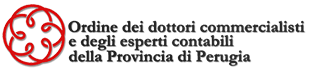 Ordine dei dottori commercialisti
e degli esperti contabili
della Provincia di Perugia